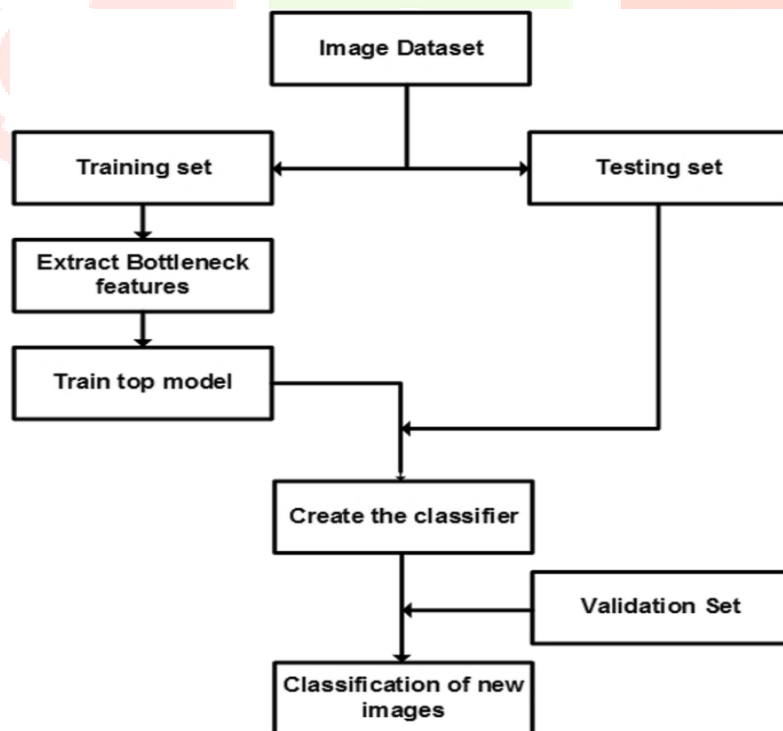 Image Dataset
Training set
Testing set
Extract Bottleneck
features
Train top model
Create the classifier
Validation Set
Classification of new
images